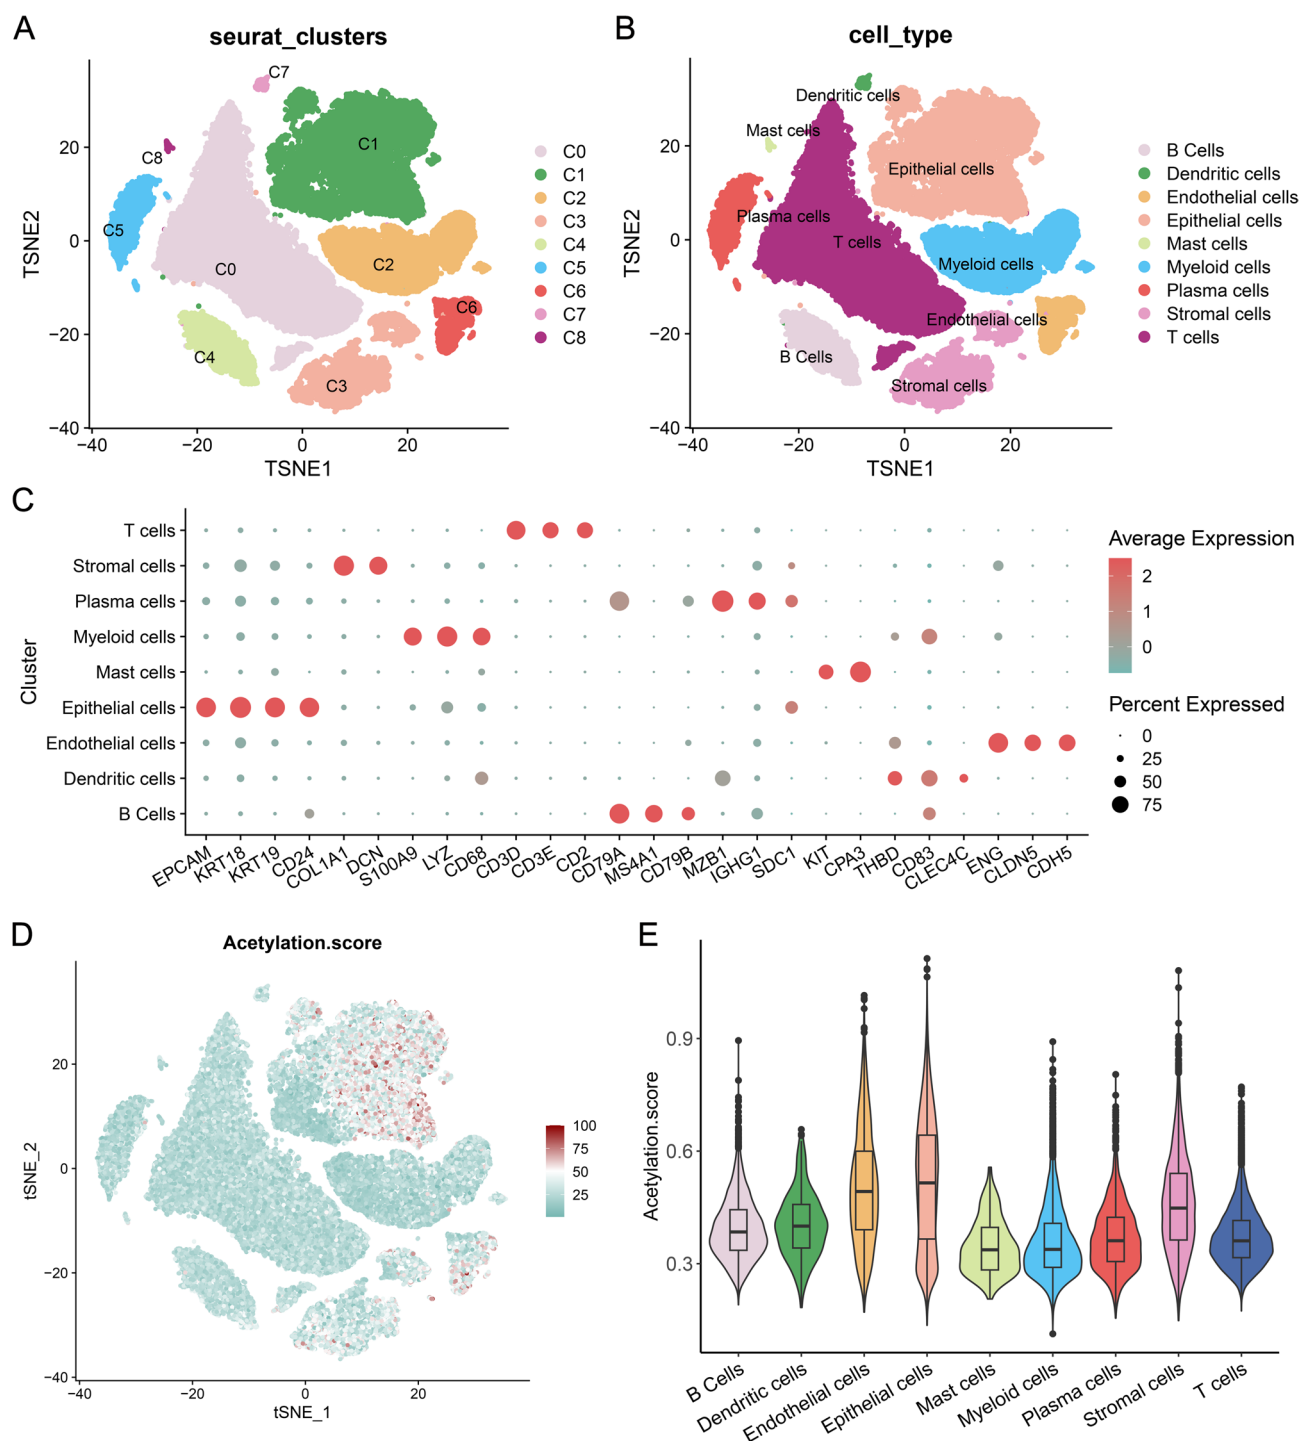 A
seurat_clusters
C7
C1
C8
C5
C0
C2
C6
C4
C3
20
0
−20
−40
−40
−20
0
20
TSNE2
TSNE1
C0
C1
C2
C3
C4
C5
C6
C7
C8
B
cell_type
Dendritic cells
Mast cells
Epithelial cells
Plasma cells
T cells
Myeloid cells
Endothelial cells
B Cells
Stromal cells
20
0
−20
−40
−40
−20
0
20
TSNE2
TSNE1
B Cells
Dendritic cells
Endothelial cells
Epithelial cells
Mast cells
Myeloid cells
Plasma cells
Stromal cells
T cells
C
Cluster
T cells
Stromal cells
Plasma cells
Myeloid cells
Mast cells
Epithelial cells
Endothelial cells
Dendritic cells
B Cells
EPCAM
KRT18
KRT19
CD24
COL1A1
DCN
S100A9
LYZ
CD68
CD3D
CD3E
CD2
CD79A
MS4A1
CD79B
MZB1
IGHG1
SDC1
KIT
CPA3
THBD
CD83
CLEC4C
ENG
CLDN5
CDH5
Average Expression
2
1
0
Percent Expressed
0
25
50
75
D
Acetylation.score
20
0
−20
−40
−40
−20
0
20
tSNE_2
tSNE_1
100
75
50
25
E
Acetylation.score
0.9
0.6
0.3
B Cells
Dendritic cells
Endothelial cells
Epithelial cells
Mast cells
Myeloid cells
Plasma cells
Stromal cells
T cells